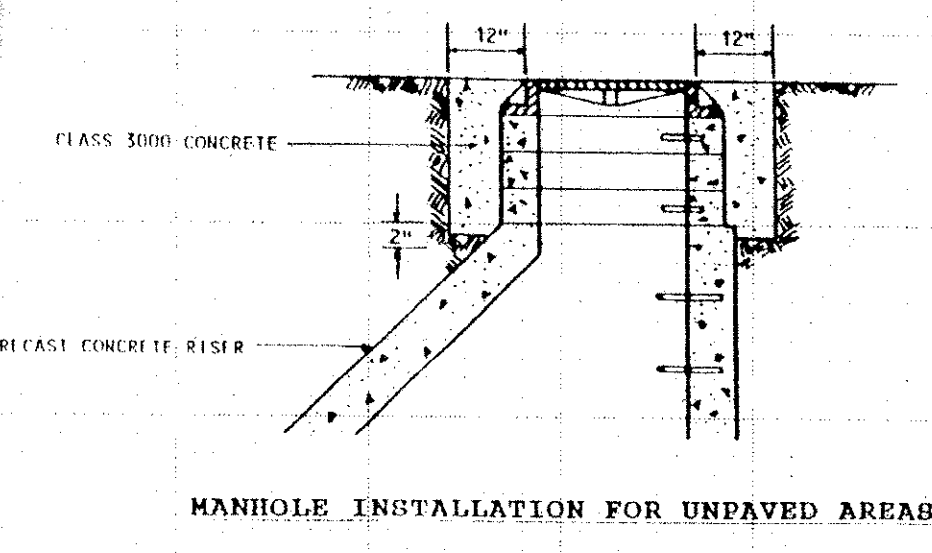 12" 12"
CLASS 3000 CONCRETE
2"
RECAST CONCRETE RISER
MANHOLE INSTALLATION FOR UNPAVED AREAS